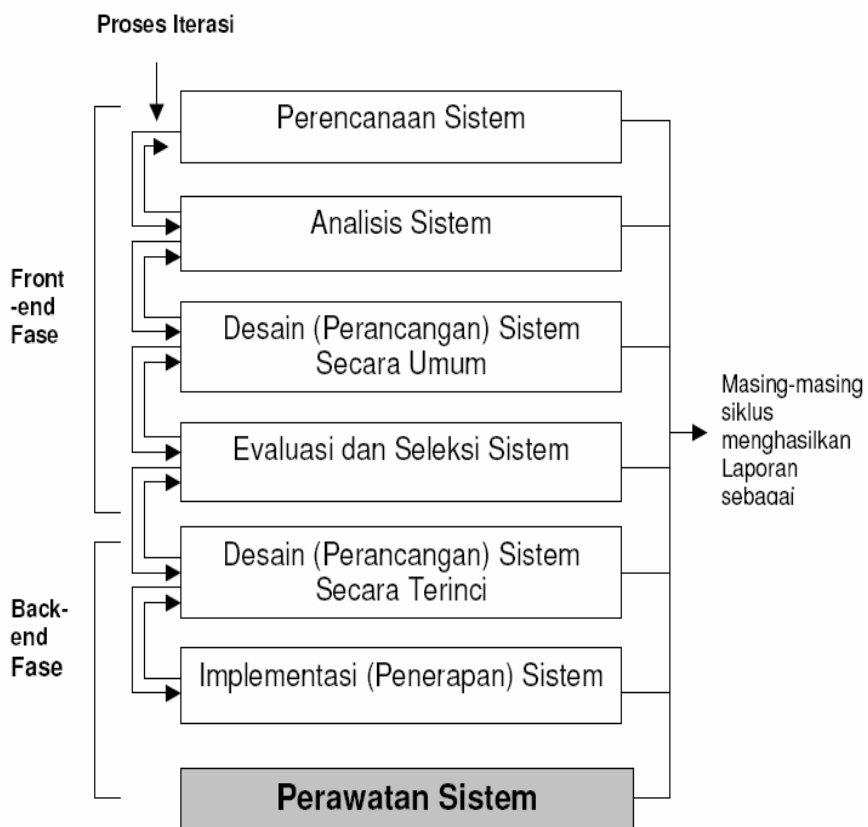 Proses Iterasi
Perencanaan Sistem
Analisis Sistem
Front
-end
Fase
Desain (Perancangan) Sistem
Secara Umum
Evaluasi dan Seleksi Sistem
Masing-masing
siklus
menghasilkan
Laporan
sebagai
Desain (Perancangan) Sistem
Secara Terinci
Back-
end
Fase
Implementasi (Penerapan) Sistem
Perawatan Sistem